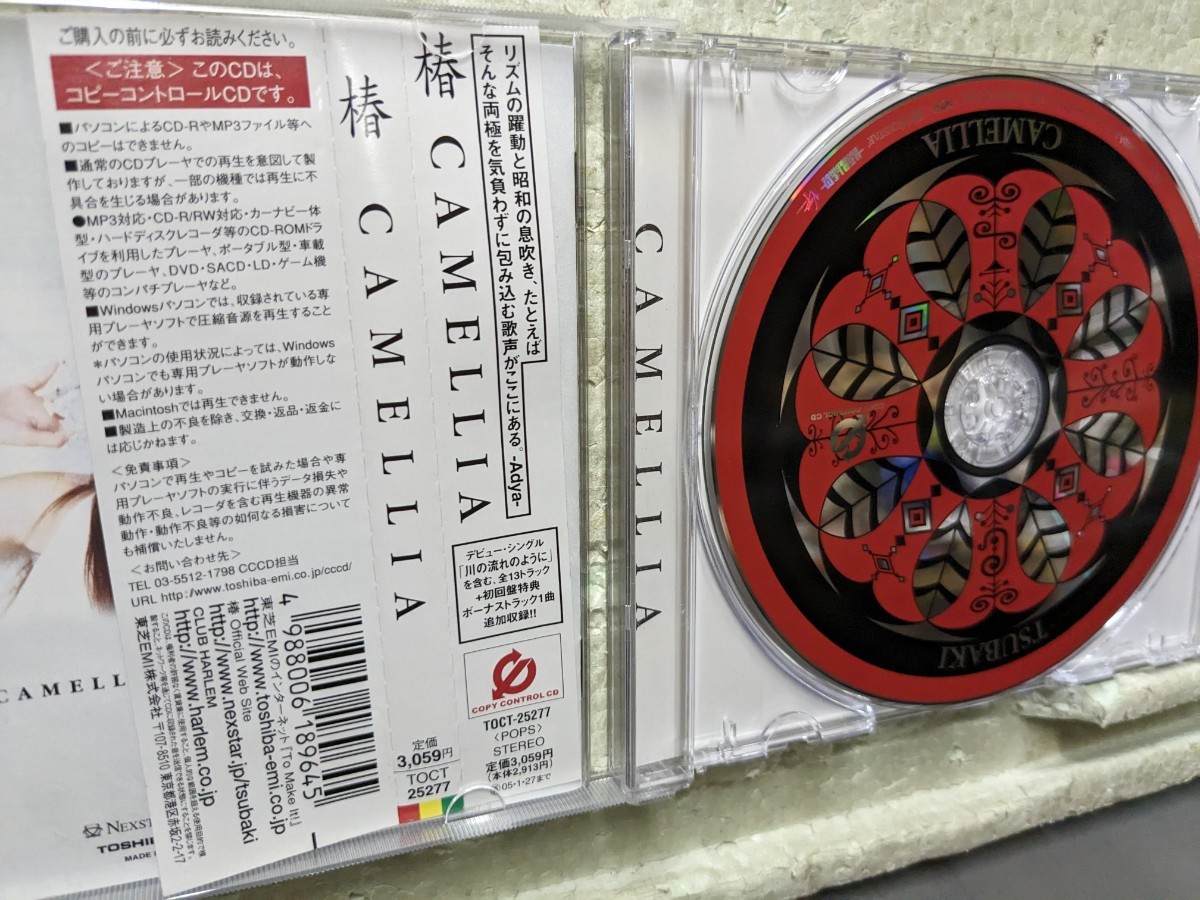 ご購入の前に必ずお読みください。
<ご注意> このCDは、
コピーコントロールCDです。
■パソコンによるCD-RやMP3ファイル等へ
のコピーはできません。
■通常のCDプレーヤでの再生を意図して製
作しておりますが、一部の機種では再生に不
具合を生じる場合があります。
●MP3対応・CD-R/RW対応・カーナビ一体
型・ハードディスクレコーダ等のCD-ROMドラ
イブを利用したプレーヤ、ポータブル型・車載
型のプレーヤ、DVD・SACD・LD・ゲーム機
等のコンパチプレーヤなど。
■Windowsパソコンでは、収録されている専
用プレーヤソフトで圧縮音源を再生すること
ができます。
*パソコンの使用状況によっては、Windows
パソコンでも専用プレーヤソフトが動作しな
い場合があります。
■Macintoshでは再生できません。
■製造上の不良を除き、交換・返品・返金に
は応じかねます。
<免責事項>
パソコンで再生やコピーを試みた場合や専
用プレーヤソフトの実行に伴うデータ損失や
動作不良、レコーダを含む再生機器の異常
動作・動作不良等の如何なる損害について
も補償いたしません。
<お問い合わせ先>
TEL 03-5512-1798 CCCD担当
URL http://www.toshiba-emi.co.jp/cccd/
4 988006 189645
東芝EMIのインターネット『To Make It!』
http://www.toshiba-emi.co.jp
椿 Official Web Site
http://www.nexstar.jp/tsubaki
CLUB HARLEM
http://www.harlem.co.jp
東芝EMI株式会社 〒107-8510 東京都港区赤坂2-2-17
椿 CAMELLIA
定価
3,059円
TOCT
25277
椿 CAMELLIA
リズムの躍動と昭和の息吹き、たとえば
そんな両極を気負わずに包み込む歌声がここにある。-Adya-
デビュー・シングル
「川の流れのように」
を含む、全13トラック
+初回盤特典
ボーナストラック1曲
追加収録!!
COPY CONTROL CD
TOCT-25277
〈POPS〉
STEREO
定価3,059円
(本体2,913円)
05・1・27まで
CAMELLIA
CAMELLIA
TSUBAKI
CAMELL
NEXST
TOSHIB
MADE